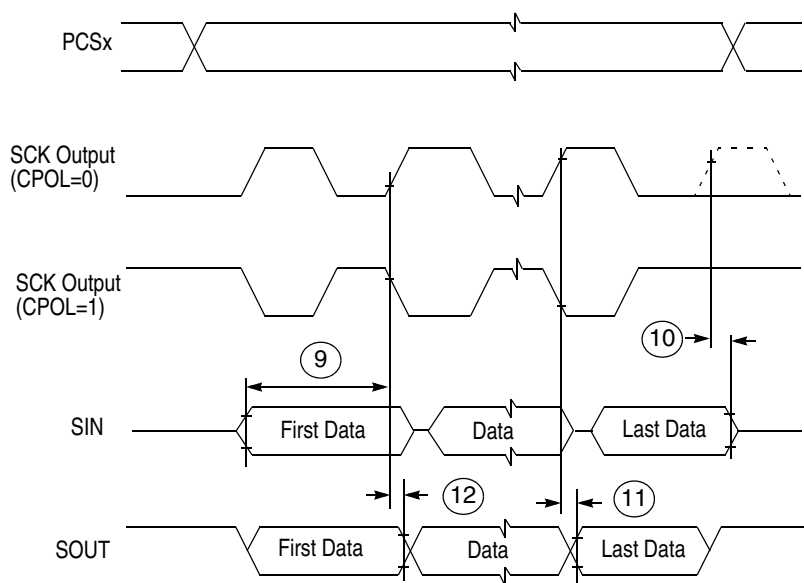 PCSx
SCK Output
(CPOL=0)
SCK Output
(CPOL=1)
10
9
SIN
First Data
Data
Last Data
12
11
SOUT
First Data
Data
Last Data